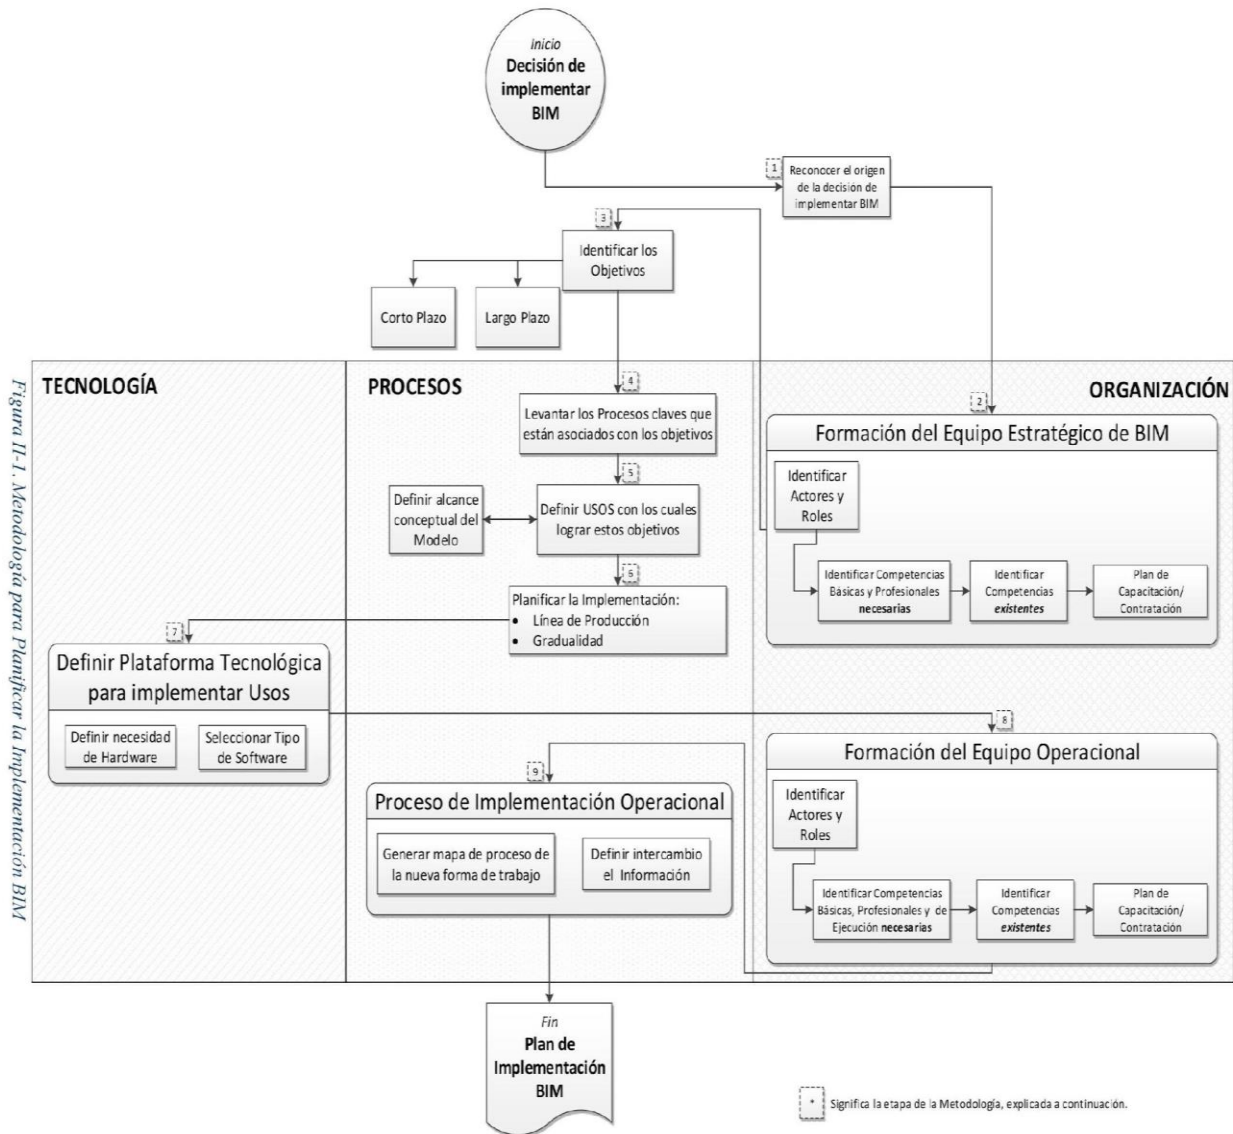 Inicio
Decisión de
implementar
BIM
1
Reconocer el origen
de la decisión de
implementar BIM
3
Identificar los
Objetivos
Corto Plazo
Largo Plazo
TECNOLOGÍA
PROCESOS
ORGANIZACIÓN
2
Formación del Equipo Estratégico de BIM
Identificar
Actores y
Roles
Identificar Competencias
Básicas y Profesionales
necesarias
Identificar
Competencias
existentes
Plan de
Capacitación/
Contratación
4
Levantar los Procesos claves que
están asociados con los objetivos
5
Definir alcance
conceptual del
Modelo
Definir USOS con los cuales
lograr estos objetivos
6
Planificar la Implementación:
• Línea de Producción
• Gradualidad
7
Definir Plataforma Tecnológica
para implementar Usos
Definir necesidad
de Hardware
Seleccionar Tipo
de Software
8
Formación del Equipo Operacional
Identificar
Actores y
Roles
Identificar Competencias
Básicas, Profesionales y de
Ejecución necesarias
Identificar
Competencias
existentes
Plan de
Capacitación/
Contratación
9
Proceso de Implementación Operacional
Generar mapa de proceso de
la nueva forma de trabajo
Definir intercambio
el Información
Fin
Plan de
Implementación
BIM
* Significa la etapa de la Metodología, explicada a continuación.
Figura II-1. Metodología para Planificar la Implementación BIM